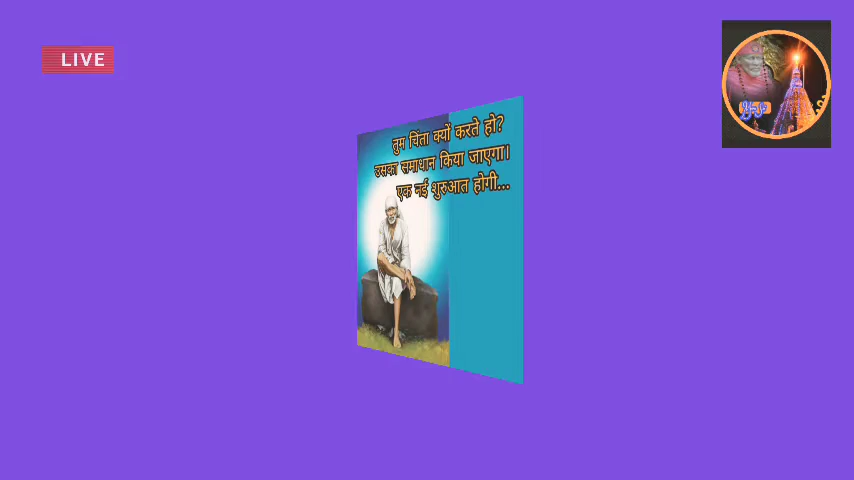 LIVE
तुम चिंता क्यों करते हो?
उसका समाधान किया जाएगा।
एक नई शुरुआत होगी...